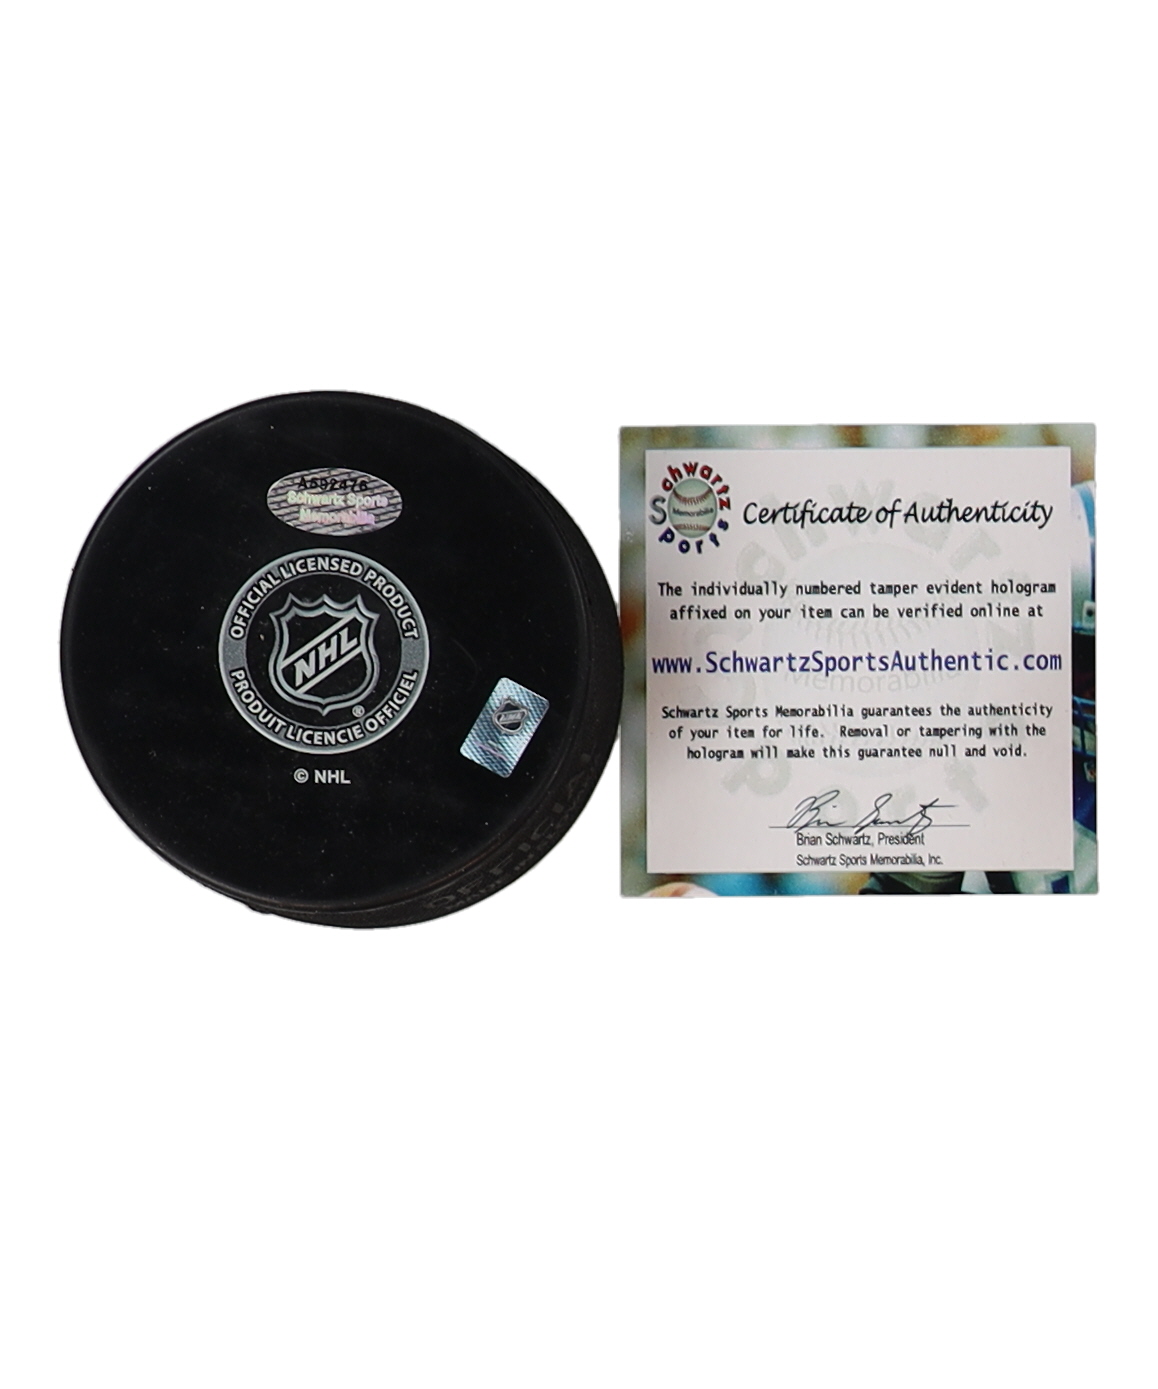 A592476
Schwartz Sports
Memorabilia
OFFICIAL LICENSED PRODUCT
NHL
PRODUIT LICENCIE OFFICIEL
®
© NHL
Schwartz
Sports
Memorabilia
Certificate of Authenticity
The individually numbered tamper evident hologram
affixed on your item can be verified online at
www.SchwartzSportsAuthentic.com
Schwartz Sports Memorabilia guarantees the authenticity
of your item for life. Removal or tampering with the
hologram will make this guarantee null and void.
Brian Schwartz, President
Schwartz Sports Memorabilia, Inc.